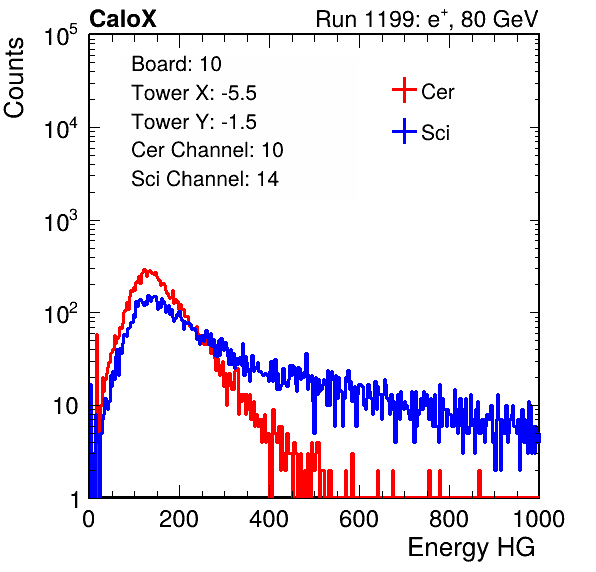 CaloX Run 1199: e+, 80 GeV
Counts
Board: 10
Tower X: -5.5
Tower Y: -1.5
Cer Channel: 10
Sci Channel: 14
Cer
Sci
10^5
10^4
10^3
10^2
10
1
0 200 400 600 800 1000
Energy HG